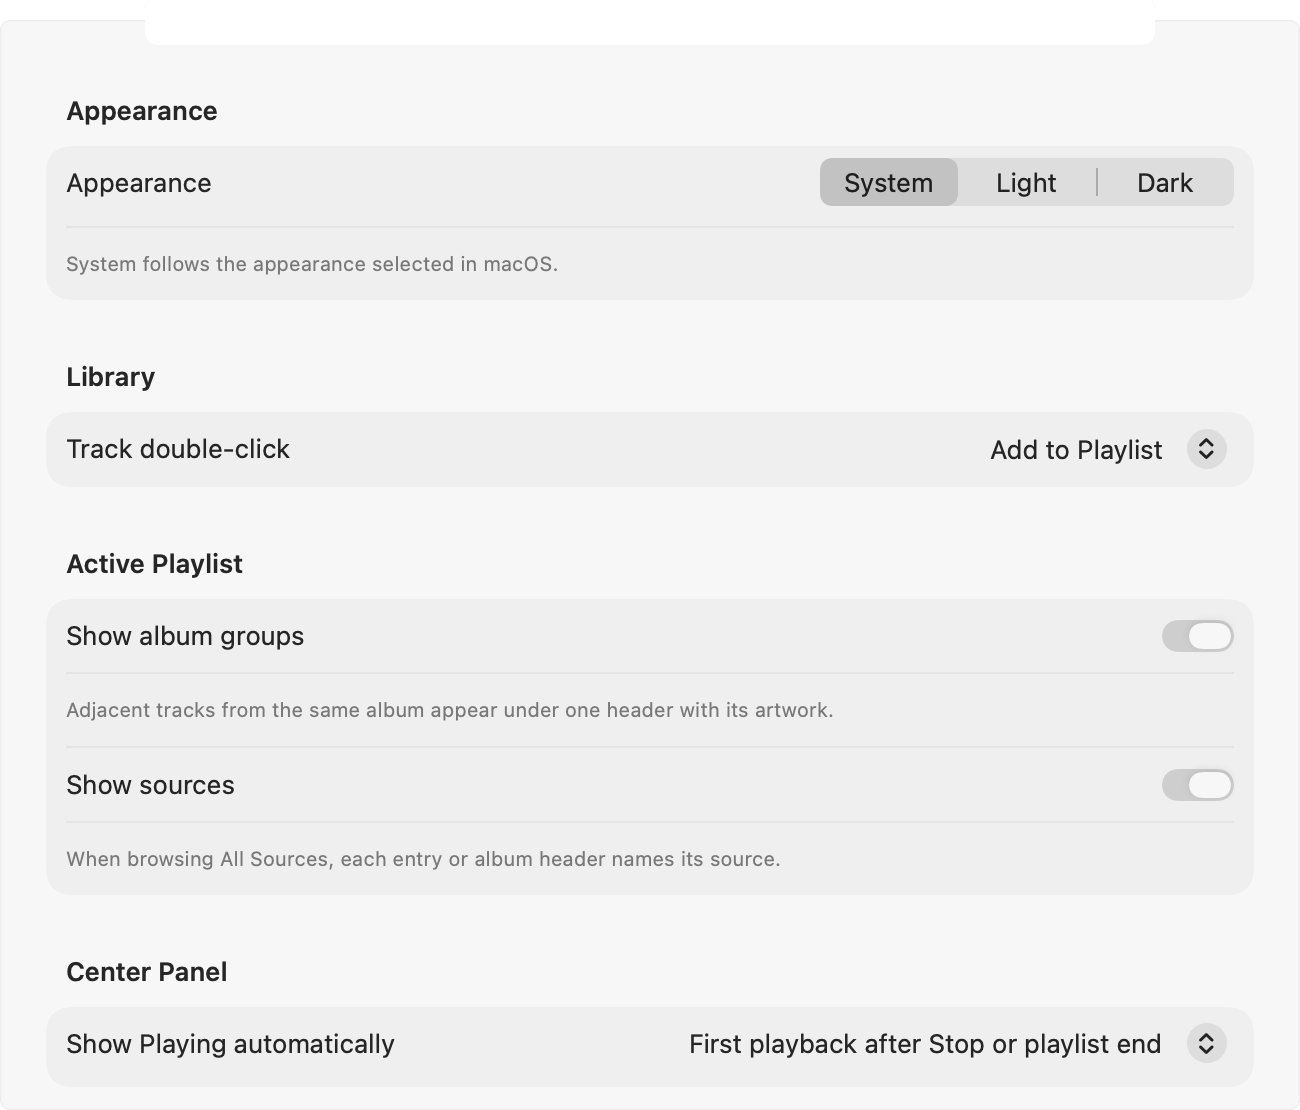 Appearance
Appearance
System Light Dark
System follows the appearance selected in macOS.
Library
Track double-click Add to Playlist
Active Playlist
Show album groups
Adjacent tracks from the same album appear under one header with its artwork.
Show sources
When browsing All Sources, each entry or album header names its source.
Center Panel
Show Playing automatically First playback after Stop or playlist end